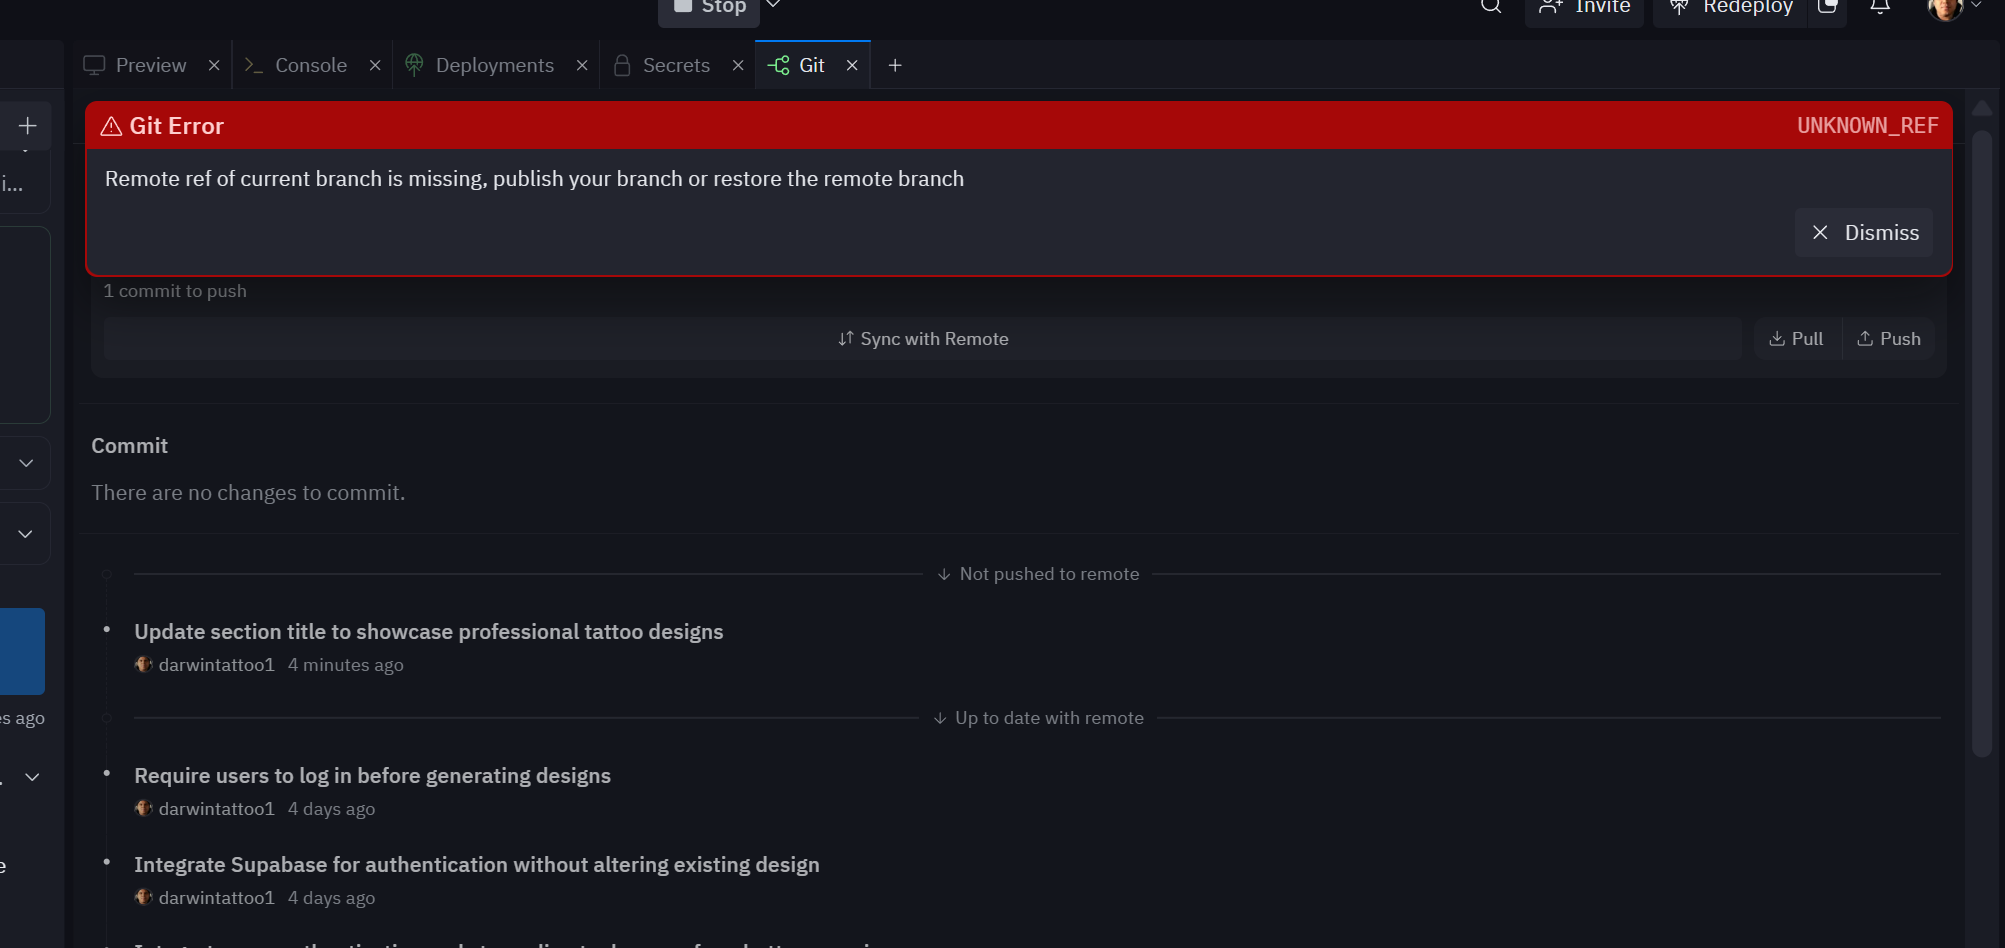 Stop
Invite
Redeploy
Preview
Console
Deployments
Secrets
Git
Git Error
UNKNOWN_REF
Remote ref of current branch is missing, publish your branch or restore the remote branch
Dismiss
i...
1 commit to push
Sync with Remote
Pull
Push
Commit
There are no changes to commit.
Not pushed to remote
Update section title to showcase professional tattoo designs
darwintattoo1 4 minutes ago
Up to date with remote
es ago
Require users to log in before generating designs
darwintattoo1 4 days ago
Integrate Supabase for authentication without altering existing design
e
darwintattoo1 4 days ago